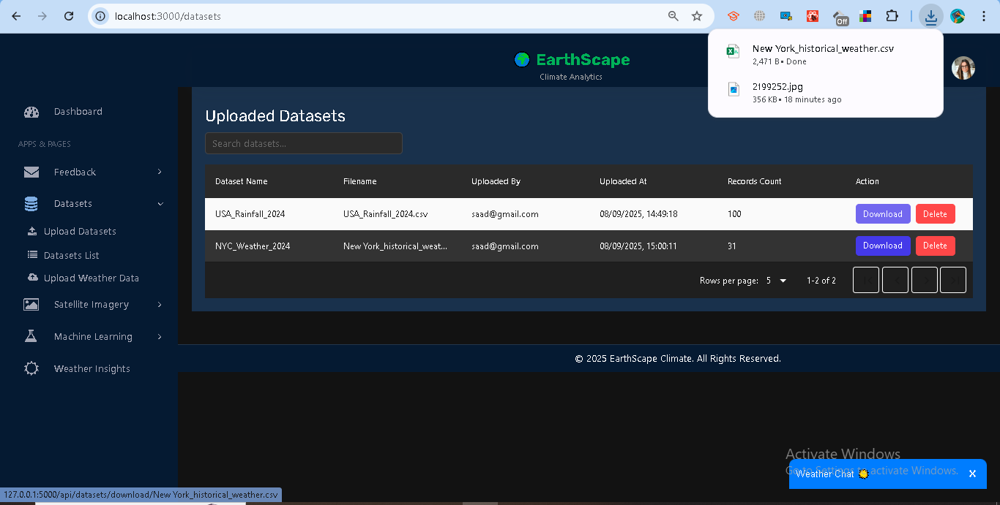 localhost:3000/datasets
Off
New York_historical_weather.csv
2,471 B • Done
2199252.jpg
356 KB • 18 minutes ago
EarthScape
Climate Analytics
Dashboard
APPS & PAGES
Feedback
Datasets
Upload Datasets
Datasets List
Upload Weather Data
Satellite Imagery
Machine Learning
Weather Insights
Uploaded Datasets
Search datasets...
Dataset Name Filename Uploaded By Uploaded At Records Count Action
USA_Rainfall_2024 USA_Rainfall_2024.csv saad@gmail.com 08/09/2025, 14:49:18 100 Download Delete
NYC_Weather_2024 New York_historical_weat... saad@gmail.com 08/09/2025, 15:00:11 31 Download Delete
Rows per page: 5 1-2 of 2
© 2025 EarthScape Climate. All Rights Reserved.
Activate Windows
Go to Settings to activate Windows.
Weather Chat
127.0.0.1:5000/api/datasets/download/New York_historical_weather.csv